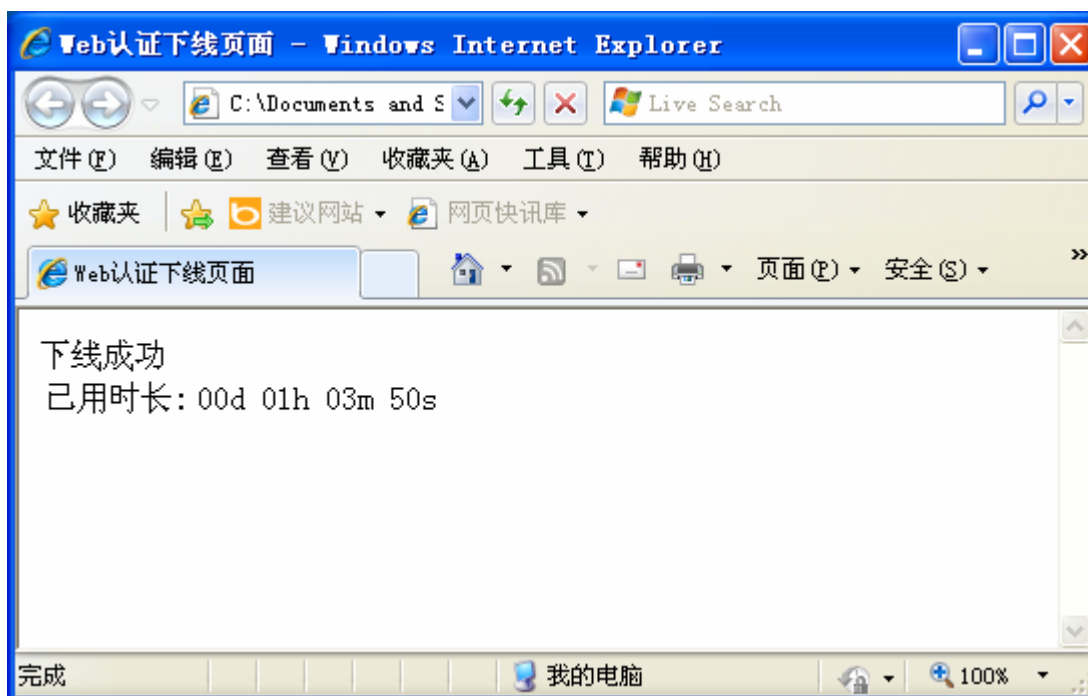 Web认证下线页面 - Windows Internet Explorer
C:\Documents and S Live Search
文件(F) 编辑(E) 查看(V) 收藏夹(A) 工具(T) 帮助(H)
收藏夹 建议网站 网页快讯库
Web认证下线页面 页面(P) 安全(S) »
下线成功
已用时长: 00d 01h 03m 50s
完成 我的电脑 100%